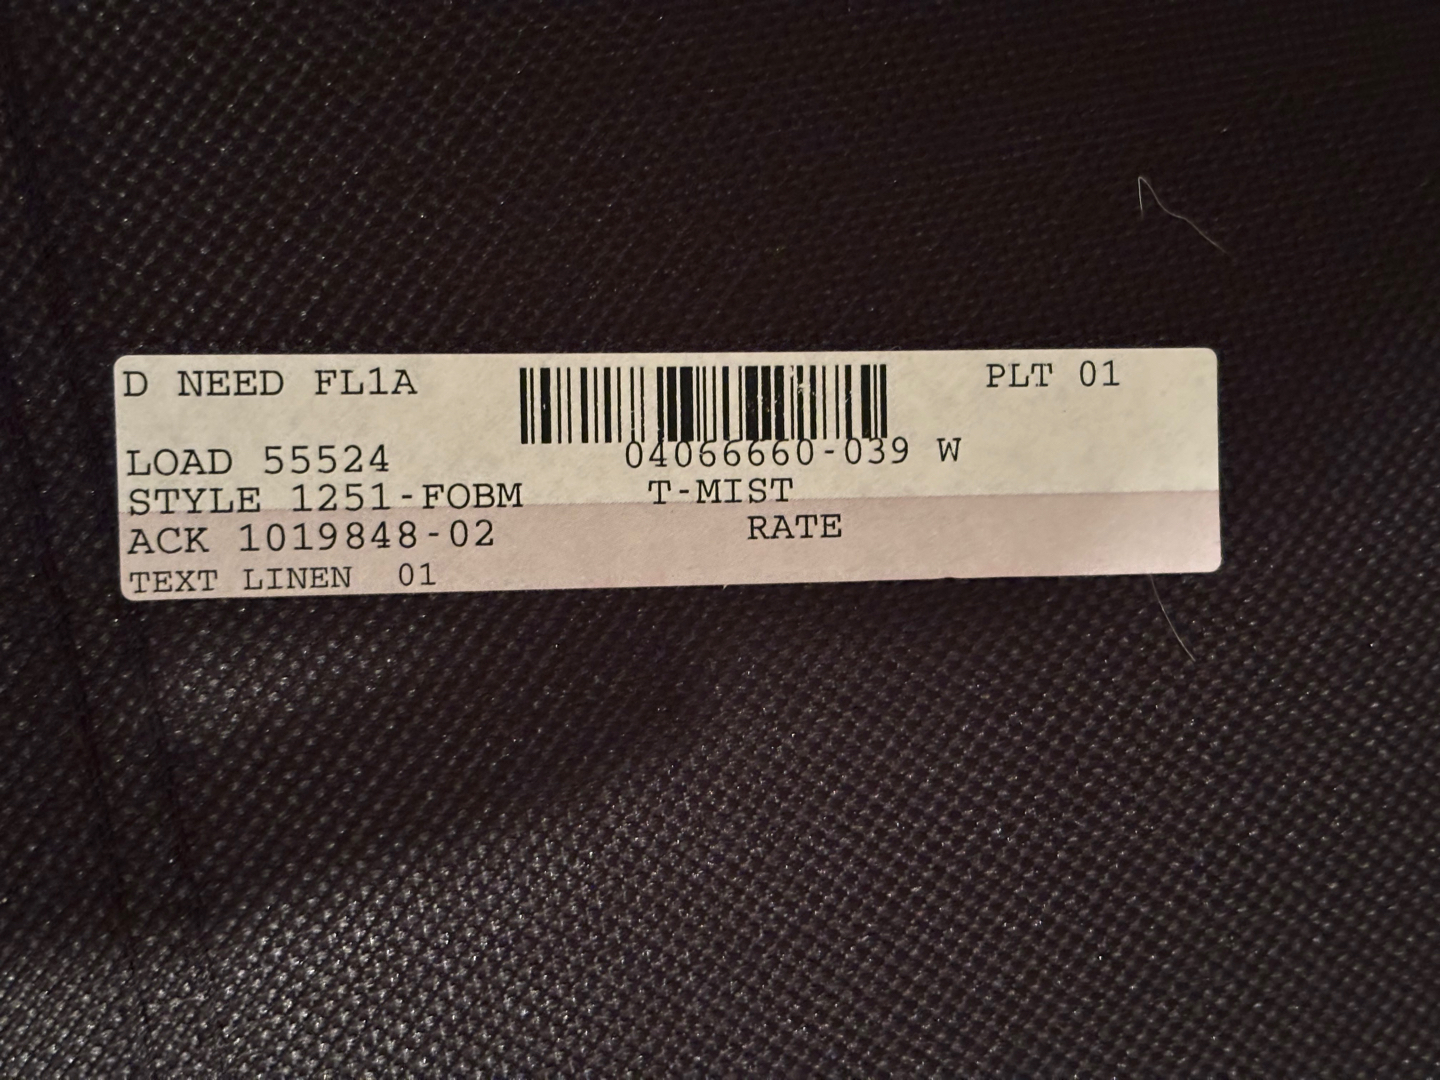 D NEED FL1A PLT 01
LOAD 55524 04066660-039 W
STYLE 1251-FOBM T-MIST
ACK 1019848-02 RATE
TEXT LINEN 01